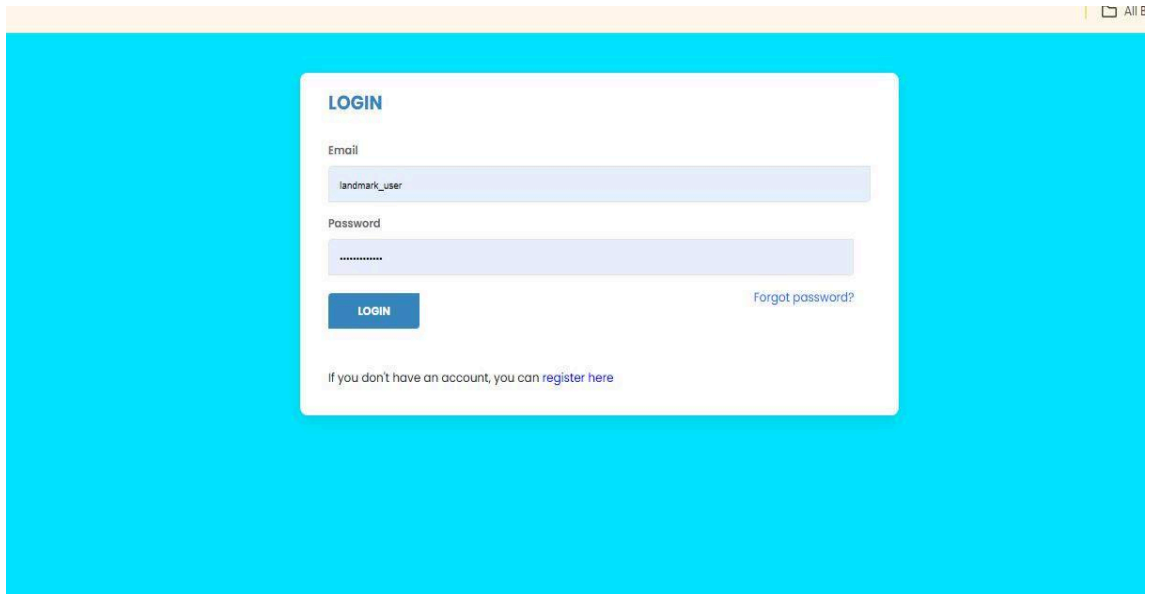 All B
LOGIN
Email
landmark_user
Password
•••••••••••••
LOGIN
Forgot password?
If you don't have an account, you can register here